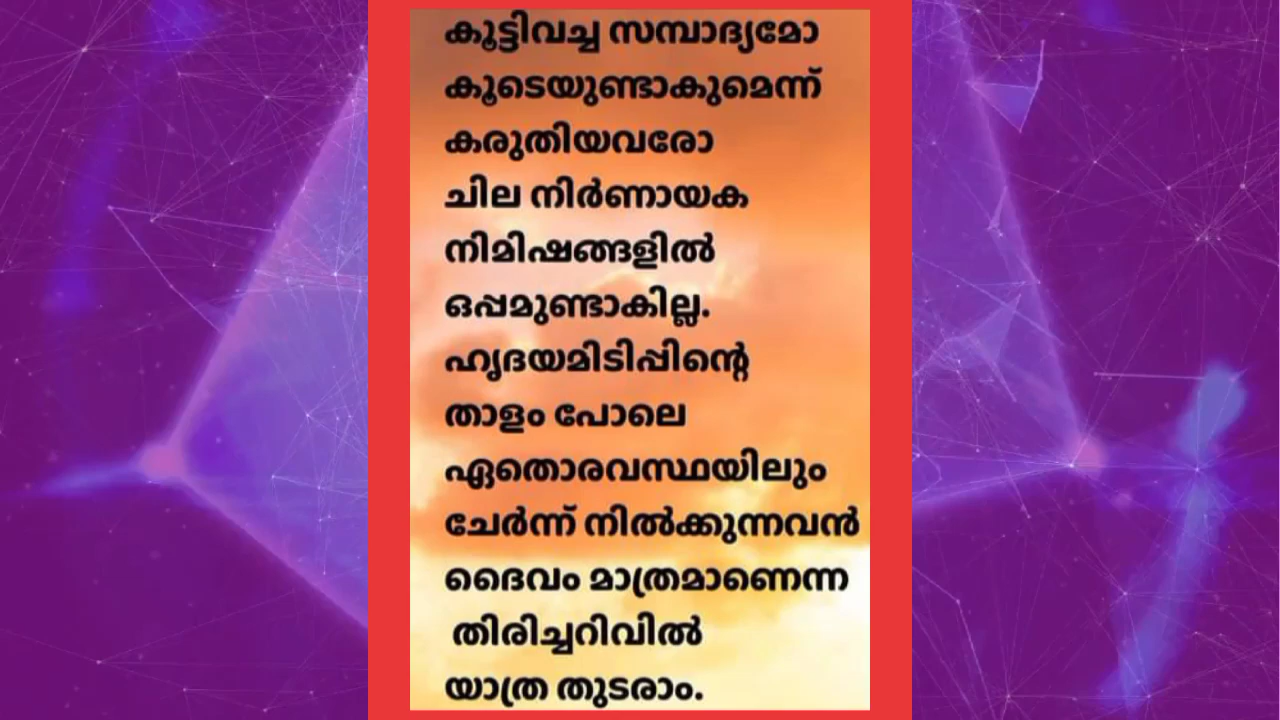 കൂട്ടിവച്ച സമ്പാദ്യമോ
കൂടെയുണ്ടാകുമെന്ന്
കരുതിയവരോ
ചില നിർണായക
നിമിഷങ്ങളിൽ
ഒപ്പമുണ്ടാകില്ല.
ഹൃദയമിടിപ്പിന്റെ
താളം പോലെ
ഏതൊരവസ്ഥയിലും
ചേർന്ന് നിൽക്കുന്നവൻ
ദൈവം മാത്രമാണെന്ന
തിരിച്ചറിവിൽ
യാത്ര തുടരാം.